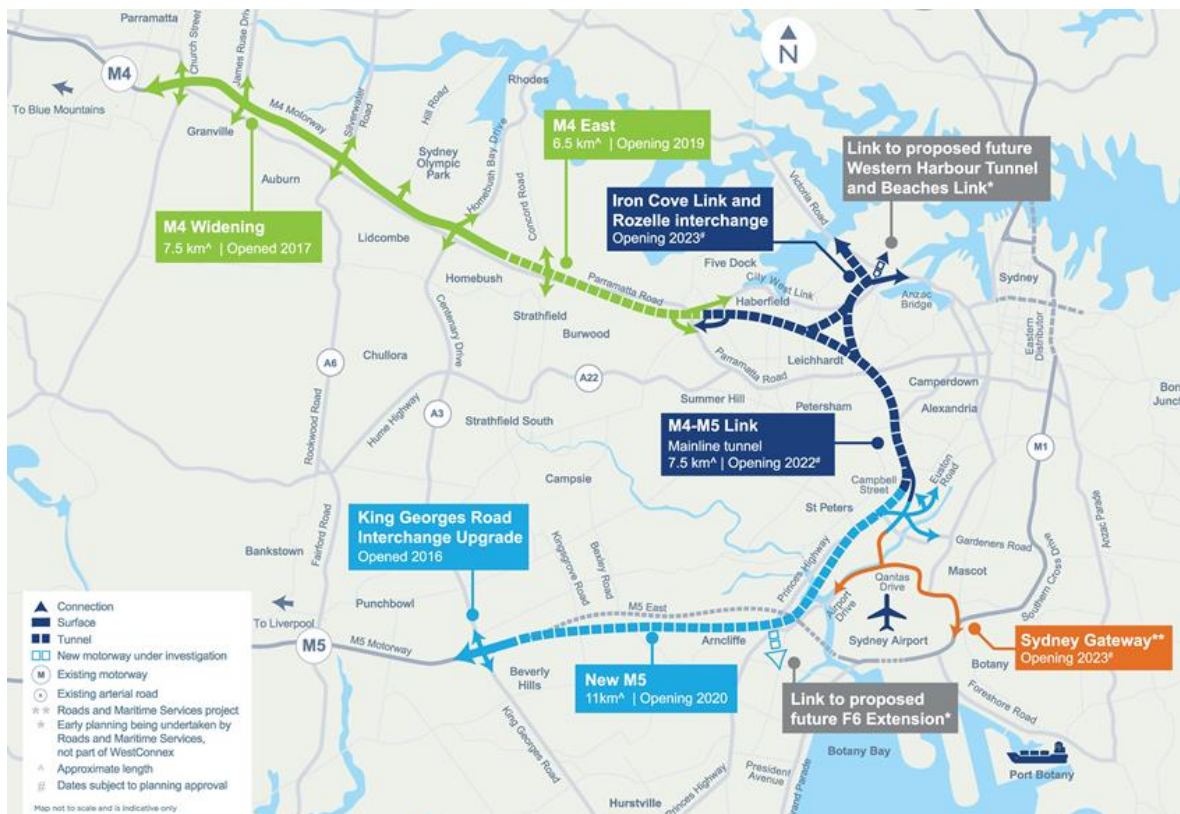 Parramatta
Church Street
James Ruse Drive
M4
To Blue Mountains
M4 Motorway
Granville
Silverwater
Road
Hill Road
Rhodes
Sydney
Olympic
Park
Homebush Bay Drive
Auburn
Lidcombe
Concord Road
N
M4 East
6.5 km^ | Opening 2019
M4 Widening
7.5 km^ | Opened 2017
Link to proposed future
Western Harbour Tunnel
and Beaches Link*
Victoria Road
Iron Cove Link and
Rozelle interchange
Opening 2023#
Homebush
Five Dock
City West Link
Parramatta Road
Haberfield
Anzac
Bridge
Sydney
Eastern
Distributor
Strathfield
Burwood
Centenary Drive
Chullora
A6
A22
Leichhardt
Parramatta Road
Camperdown
Summer Hill
Petersham
Alexandria
Rookwood Road
Hume Highway
A3
Strathfield South
M4-M5 Link
Mainline tunnel
7.5 km^ | Opening 2022#
M1
Bon
Junct
Campsie
Campbell
Street
Euston
Road
St Peters
Anzac Parade
King Georges Road
Interchange Upgrade
Opened 2016
Bankstown
Fairford Road
Kingsgrove Road
Bexley Road
Princes Highway
Gardeners Road
Mascot
Southern Cross Drive
Qantas
Drive
Airport
Drive
Punchbowl
M5 East
Sydney Airport
To Liverpool
M5
M5 Motorway
Arncliffe
Sydney Gateway**
Opening 2023#
Botany
Beverly
Hills
New M5
11km^ | Opening 2020
Link to proposed
future F6 Extension*
Foreshore Road
King Georges Road
Botany Bay
President
Avenue
Grand Parade
Princes Highway
Port Botany
Hurstville
Connection
Surface
Tunnel
New motorway under investigation
M Existing motorway
Existing arterial road
** Roads and Maritime Services project
* Early planning being undertaken by
Roads and Maritime Services,
not part of WestConnex
^ Approximate length
# Dates subject to planning approval
Map not to scale and is indicative only